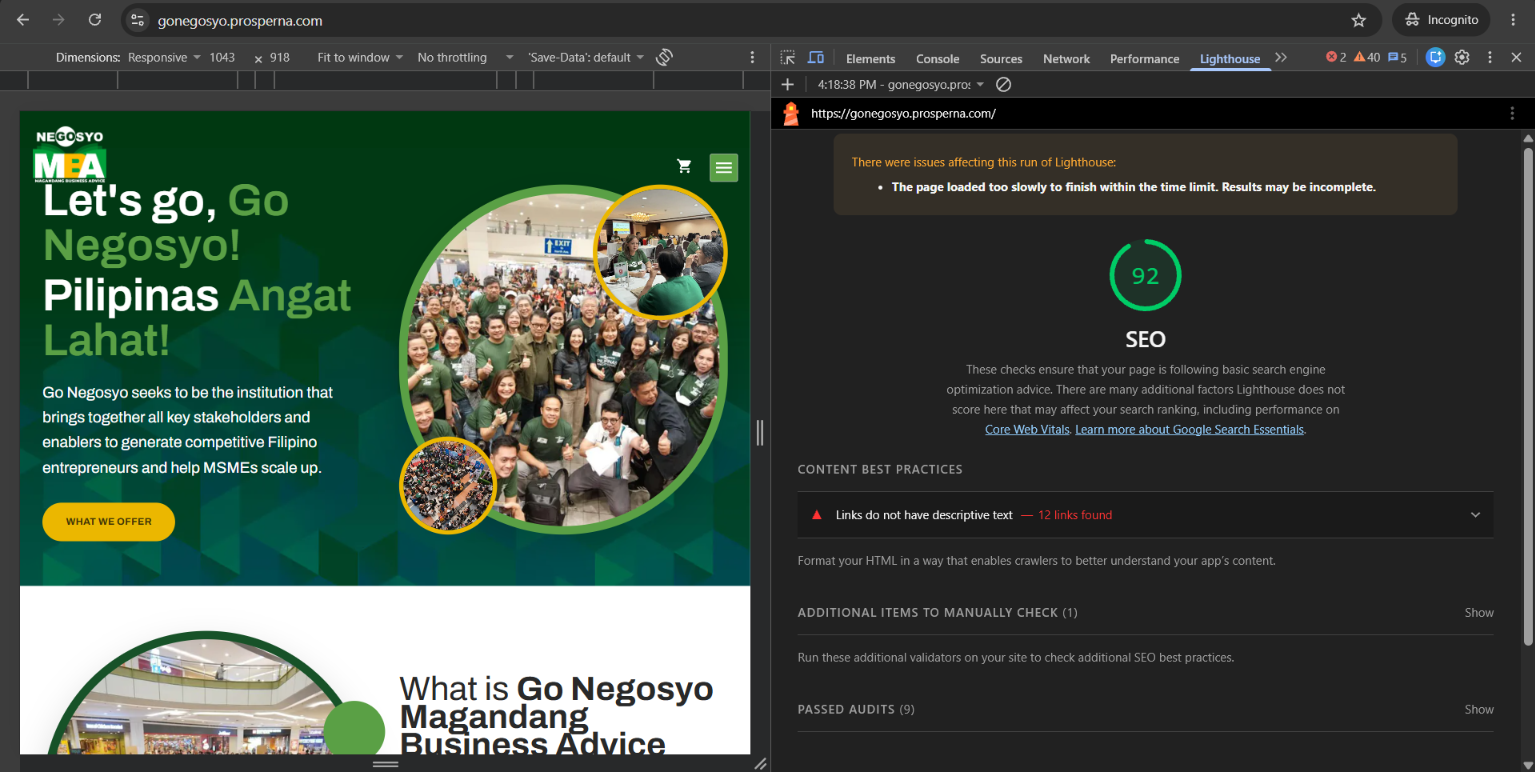 gonegosyo.prosperna.com
Incognito
Dimensions: Responsive 1043 × 918 Fit to window No throttling 'Save-Data': default
Elements Console Sources Network Performance Lighthouse 2 40 5
4:18:38 PM - gonegosyo.pros
https://gonegosyo.prosperna.com/
NEGOSYO
MBA
MAGANDANG BUSINESS ADVICE
Let's go, Go
Negosyo!
Pilipinas Angat
Lahat!
Go Negosyo seeks to be the institution that
brings together all key stakeholders and
enablers to generate competitive Filipino
entrepreneurs and help MSMEs scale up.
WHAT WE OFFER
EXIT
What is Go Negosyo
Magandang
Business Advice
There were issues affecting this run of Lighthouse:
• The page loaded too slowly to finish within the time limit. Results may be incomplete.
92
SEO
These checks ensure that your page is following basic search engine
optimization advice. There are many additional factors Lighthouse does not
score here that may affect your search ranking, including performance on
Core Web Vitals. Learn more about Google Search Essentials.
CONTENT BEST PRACTICES
Links do not have descriptive text — 12 links found
Format your HTML in a way that enables crawlers to better understand your app's content.
ADDITIONAL ITEMS TO MANUALLY CHECK (1) Show
Run these additional validators on your site to check additional SEO best practices.
PASSED AUDITS (9) Show